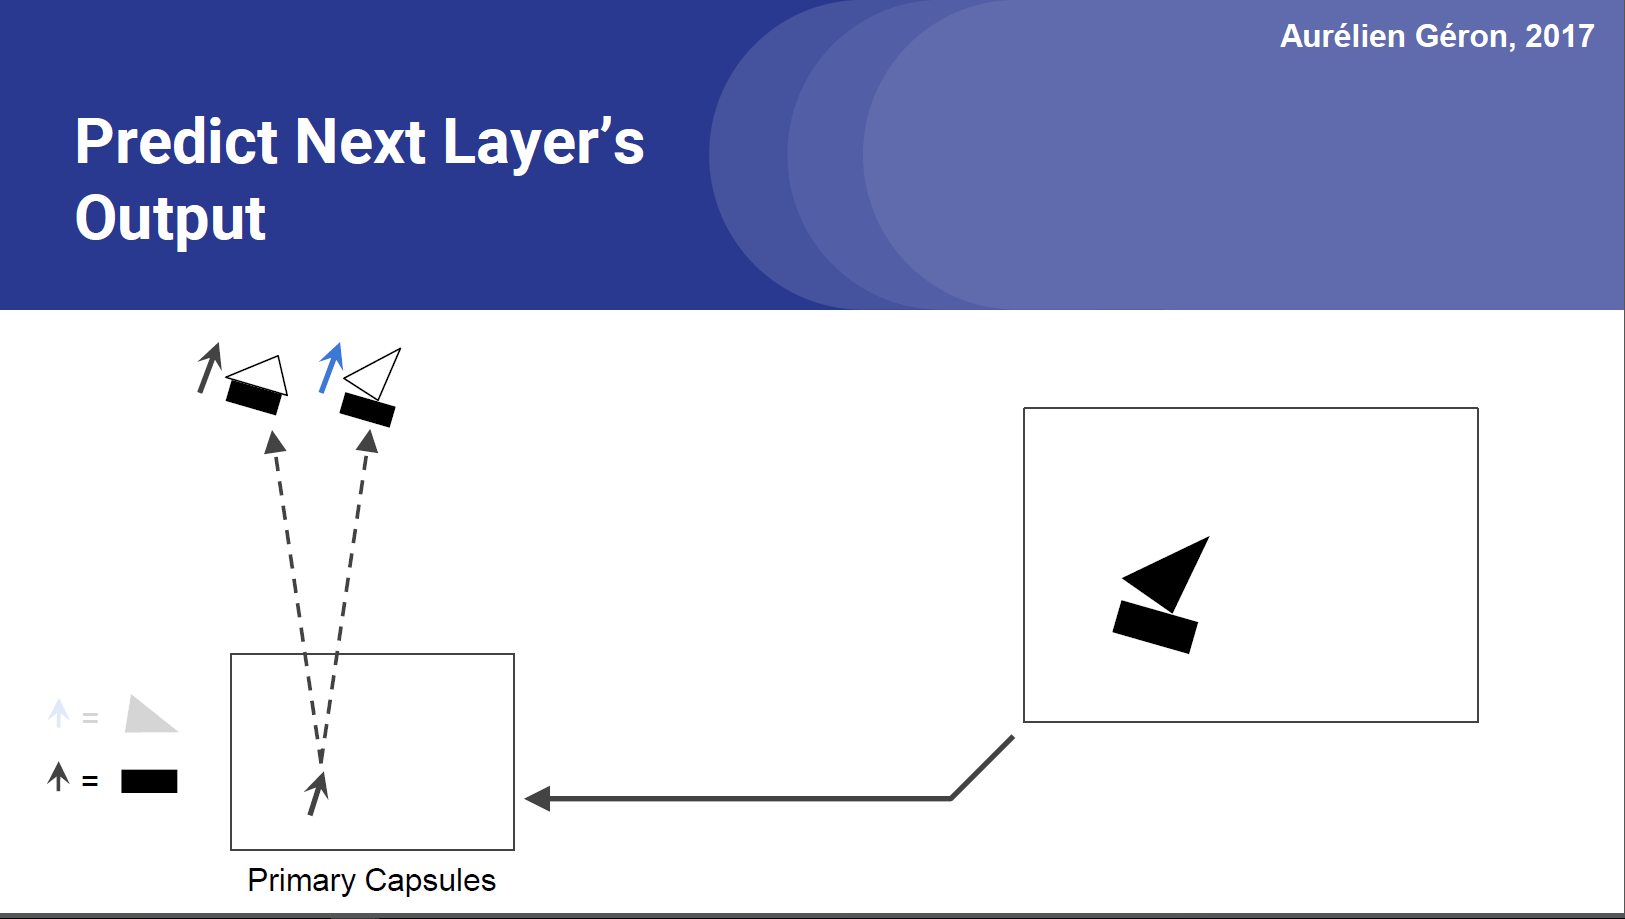 Aurélien Géron, 2017
Predict Next Layer’s
Output
=
=
Primary Capsules